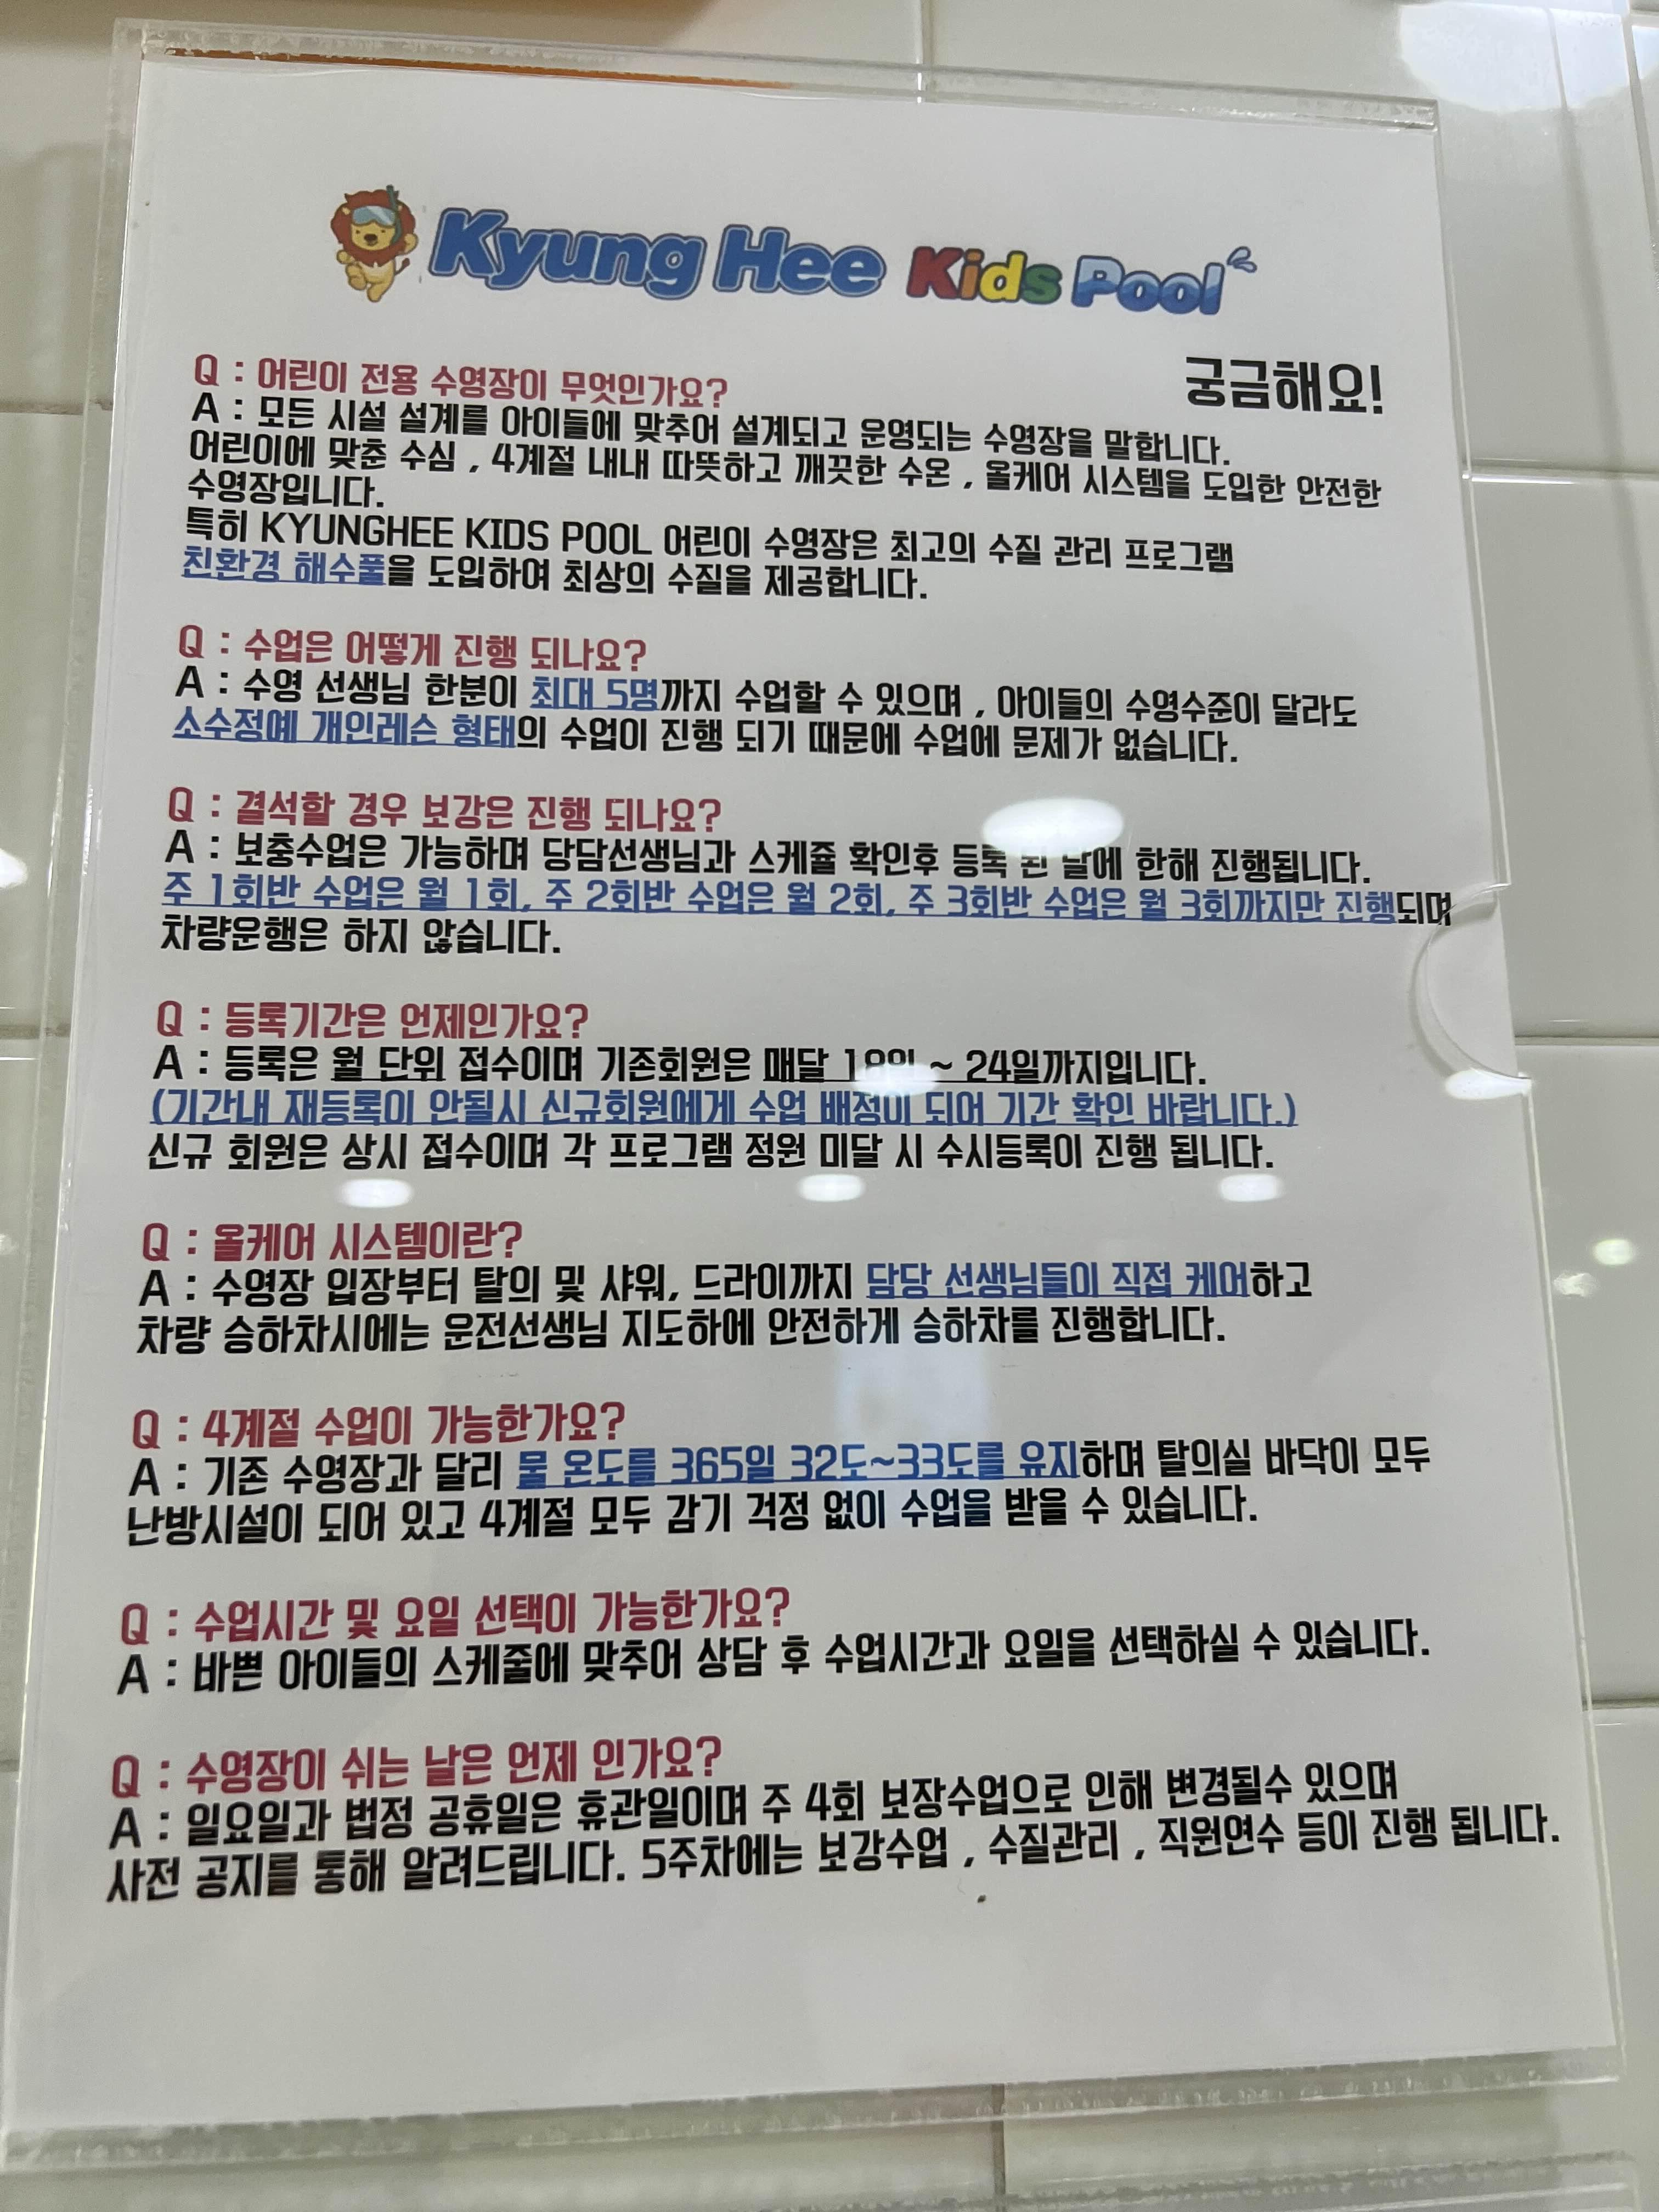 Kyung Hee Kids Pool
궁금해요!
Q : 어린이 전용 수영장이 무엇인가요?
A : 모든 시설 설계를 아이들에 맞추어 설계되고 운영되는 수영장을 말합니다.
어린이에 맞춘 수심 , 4계절 내내 따뜻하고 깨끗한 수온 , 올케어 시스템을 도입한 안전한
수영장입니다.
특히 KYUNGHEE KIDS POOL 어린이 수영장은 최고의 수질 관리 프로그램
친환경 해수풀을 도입하여 최상의 수질을 제공합니다.
Q : 수업은 어떻게 진행 되나요?
A : 수영 선생님 한분이 최대 5명까지 수업할 수 있으며 , 아이들의 수영수준이 달라도
소수정예 개인레슨 형태의 수업이 진행 되기 때문에 수업에 문제가 없습니다.
Q : 결석할 경우 보강은 진행 되나요?
A : 보충수업은 가능하며 당담선생님과 스케쥴 확인후 등록 된 달에 한해 진행됩니다.
주 1회반 수업은 월 1회, 주 2회반 수업은 월 2회, 주 3회반 수업은 월 3회까지만 진행되며
차량운행은 하지 않습니다.
Q : 등록기간은 언제인가요?
A : 등록은 월 단위 접수이며 기존회원은 매달 ~ 24일까지입니다.
(기간내 재등록이 안될시 신규회원에게 수업 배정이 되어 기간 확인 바랍니다.)
신규 회원은 상시 접수이며 각 프로그램 정원 미달 시 수시등록이 진행 됩니다.
Q : 올케어 시스템이란?
A : 수영장 입장부터 탈의 및 샤워, 드라이까지 담당 선생님들이 직접 케어하고
차량 승하차시에는 운전선생님 지도하에 안전하게 승하차를 진행합니다.
Q : 4계절 수업이 가능한가요?
A : 기존 수영장과 달리 물 온도를 365일 32도~33도를 유지하며 탈의실 바닥이 모두
난방시설이 되어 있고 4계절 모두 감기 걱정 없이 수업을 받을 수 있습니다.
Q : 수업시간 및 요일 선택이 가능한가요?
A : 바쁜 아이들의 스케줄에 맞추어 상담 후 수업시간과 요일을 선택하실 수 있습니다.
Q : 수영장이 쉬는 날은 언제 인가요?
A : 일요일과 법정 공휴일은 휴관일이며 주 4회 보장수업으로 인해 변경될수 있으며
사전 공지를 통해 알려드립니다. 5주차에는 보강수업 , 수질관리 , 직원연수 등이 진행 됩니다.